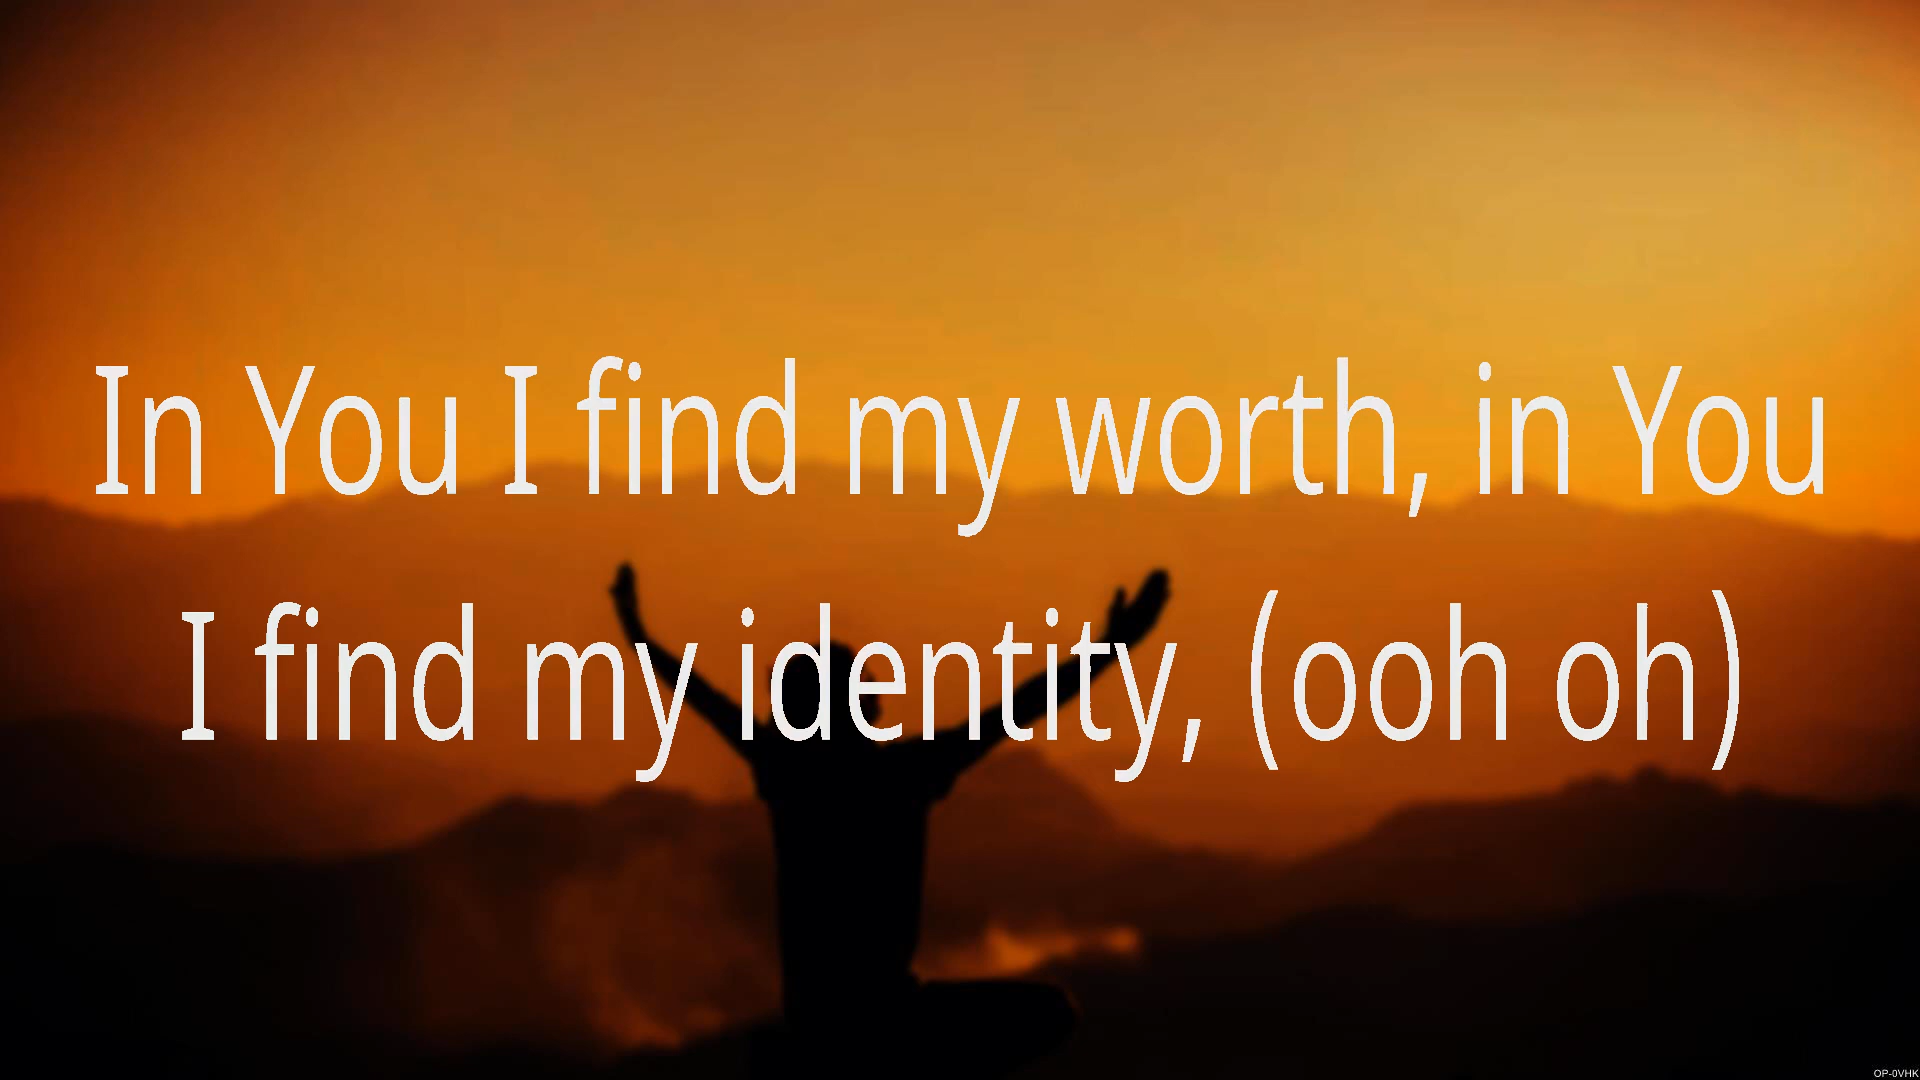 In You I find my worth, in You
I find my identity, (ooh oh)
OP-0VHK